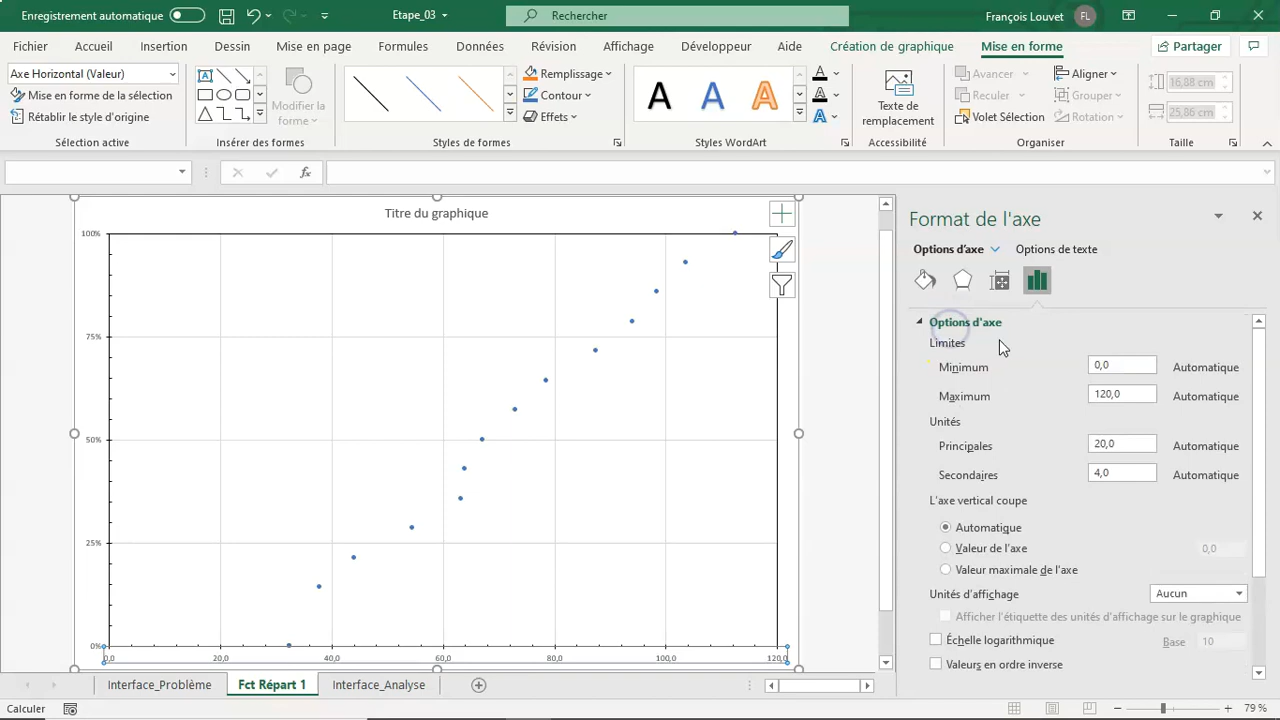 Enregistrement automatique Etape_03 Rechercher François Louvet FL
Fichier Accueil Insertion Dessin Mise en page Formules Données Révision Affichage Développeur Aide Création de graphique Mise en forme Partager
Axe Horizontal (Valeur)
Mise en forme de la sélection
Rétablir le style d'origine
Sélection active
Modifier la
forme
Insérer des formes
Remplissage
Contour
Effets
Styles de formes
A A A
Styles WordArt
Texte de
remplacement
Accessibilité
Avancer
Reculer
Volet Sélection
Aligner
Grouper
Rotation
Organiser
16,88 cm
25,86 cm
Taille
fx
Titre du graphique
100%
75%
50%
25%
0%
0,0 20,0 40,0 60,0 80,0 100,0 120,0
Format de l'axe
Options d'axe Options de texte
Options d'axe
Limites
Minimum 0,0 Automatique
Maximum 120,0 Automatique
Unités
Principales 20,0 Automatique
Secondaires 4,0 Automatique
L'axe vertical coupe
Automatique
Valeur de l'axe 0,0
Valeur maximale de l'axe
Unités d'affichage Aucun
Afficher l'étiquette des unités d'affichage sur le graphique
Échelle logarithmique Base 10
Valeurs en ordre inverse
Interface_Problème Fct Répart 1 Interface_Analyse
Calculer 79 %